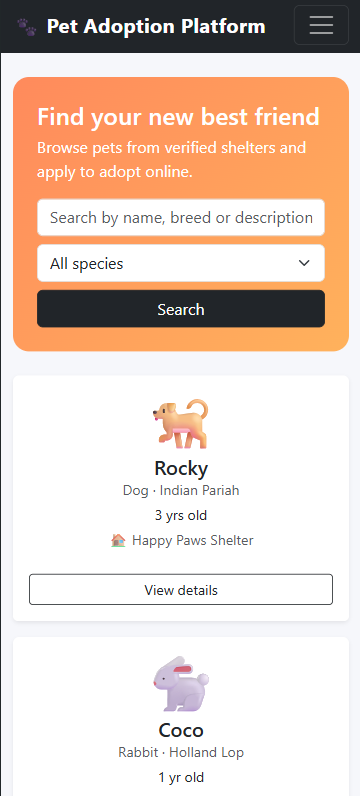 Pet Adoption Platform
Find your new best friend
Browse pets from verified shelters and
apply to adopt online.
Search by name, breed or description
All species
Search
Rocky
Dog · Indian Pariah
3 yrs old
Happy Paws Shelter
View details
Coco
Rabbit · Holland Lop
1 yr old